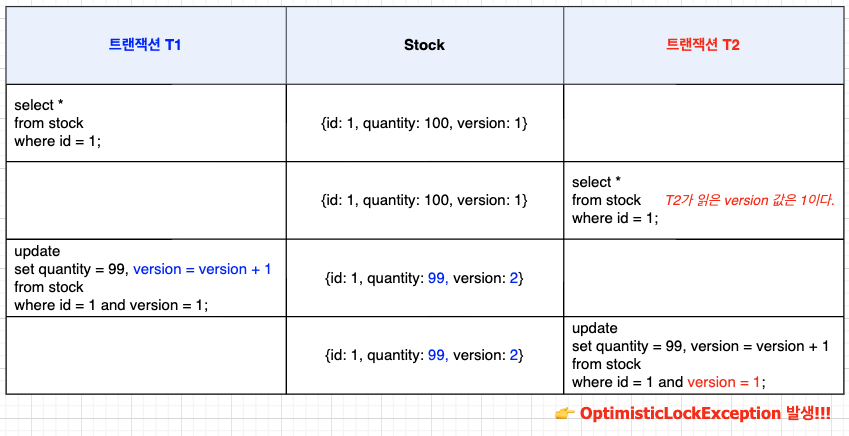 트랜잭션 T1
Stock
트랜잭션 T2
select *
from stock
where id = 1;
{id: 1, quantity: 100, version: 1}
{id: 1, quantity: 100, version: 1}
select *
from stock
T2가 읽은 version 값은 1이다.
where id = 1;
update
set quantity = 99, version = version + 1
from stock
where id = 1 and version = 1;
{id: 1, quantity: 99, version: 2}
{id: 1, quantity: 99, version: 2}
update
set quantity = 99, version = version + 1
from stock
where id = 1 and version = 1;
👉 OptimisticLockException 발생!!!